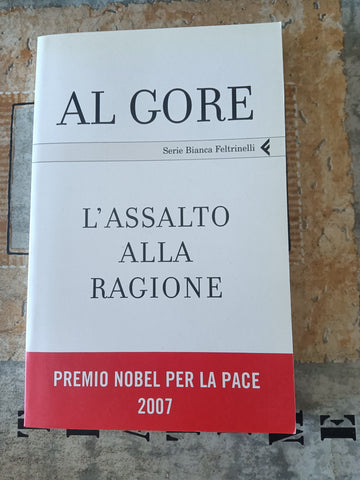 AL GORE
Serie Bianca Feltrinelli
L'ASSALTO
ALLA
RAGIONE
PREMIO NOBEL PER LA PACE
2007